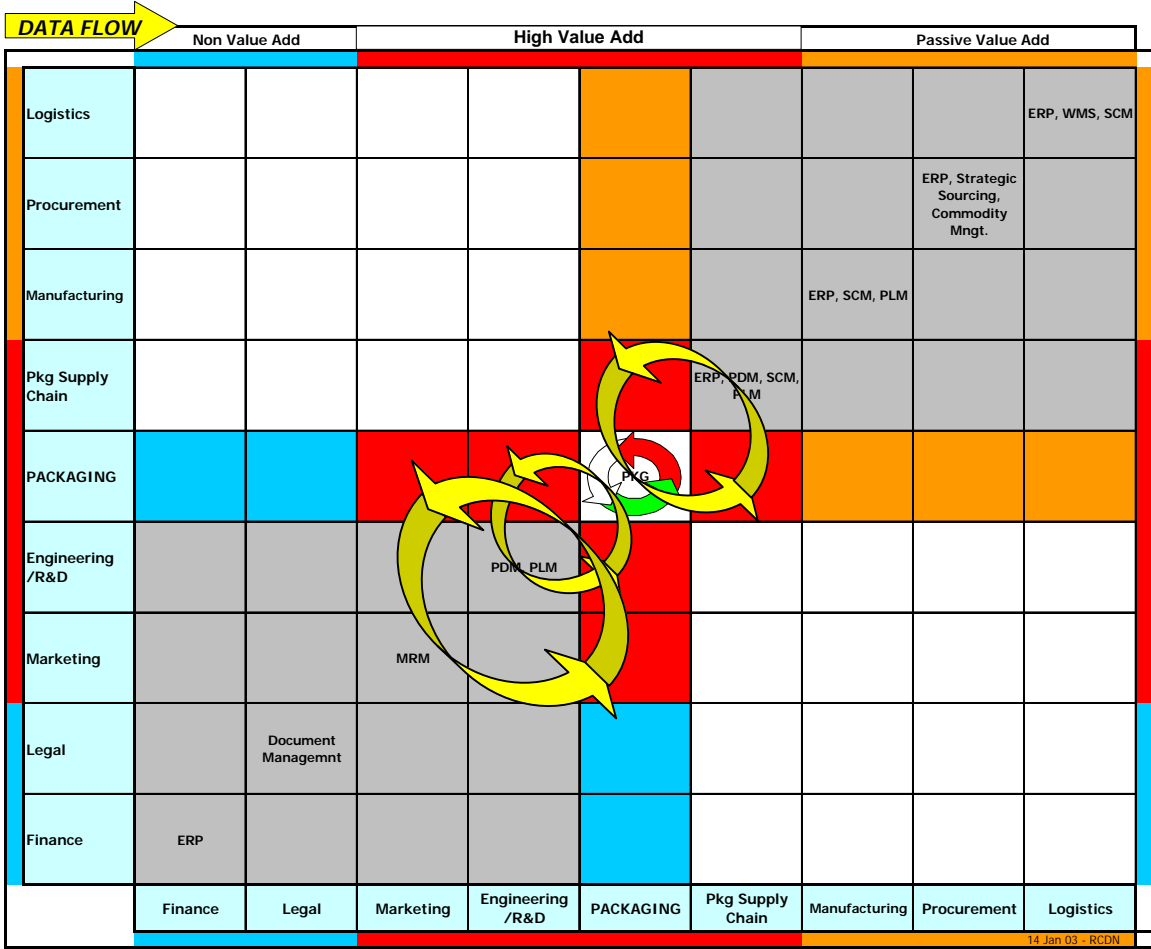 DATA FLOW
Non Value Add
High Value Add
Passive Value Add
Logistics
ERP, WMS, SCM
Procurement
ERP, Strategic
Sourcing,
Commodity
Mngt.
Manufacturing
ERP, SCM, PLM
Pkg Supply
Chain
ERP, PDM, SCM,
PLM
PACKAGING
PKG
Engineering
/R&D
PDM, PLM
Marketing
MRM
Legal
Document
Managemnt
Finance
ERP
Finance
Legal
Marketing
Engineering
/R&D
PACKAGING
Pkg Supply
Chain
Manufacturing
Procurement
Logistics
14 Jan 03 - RCDN